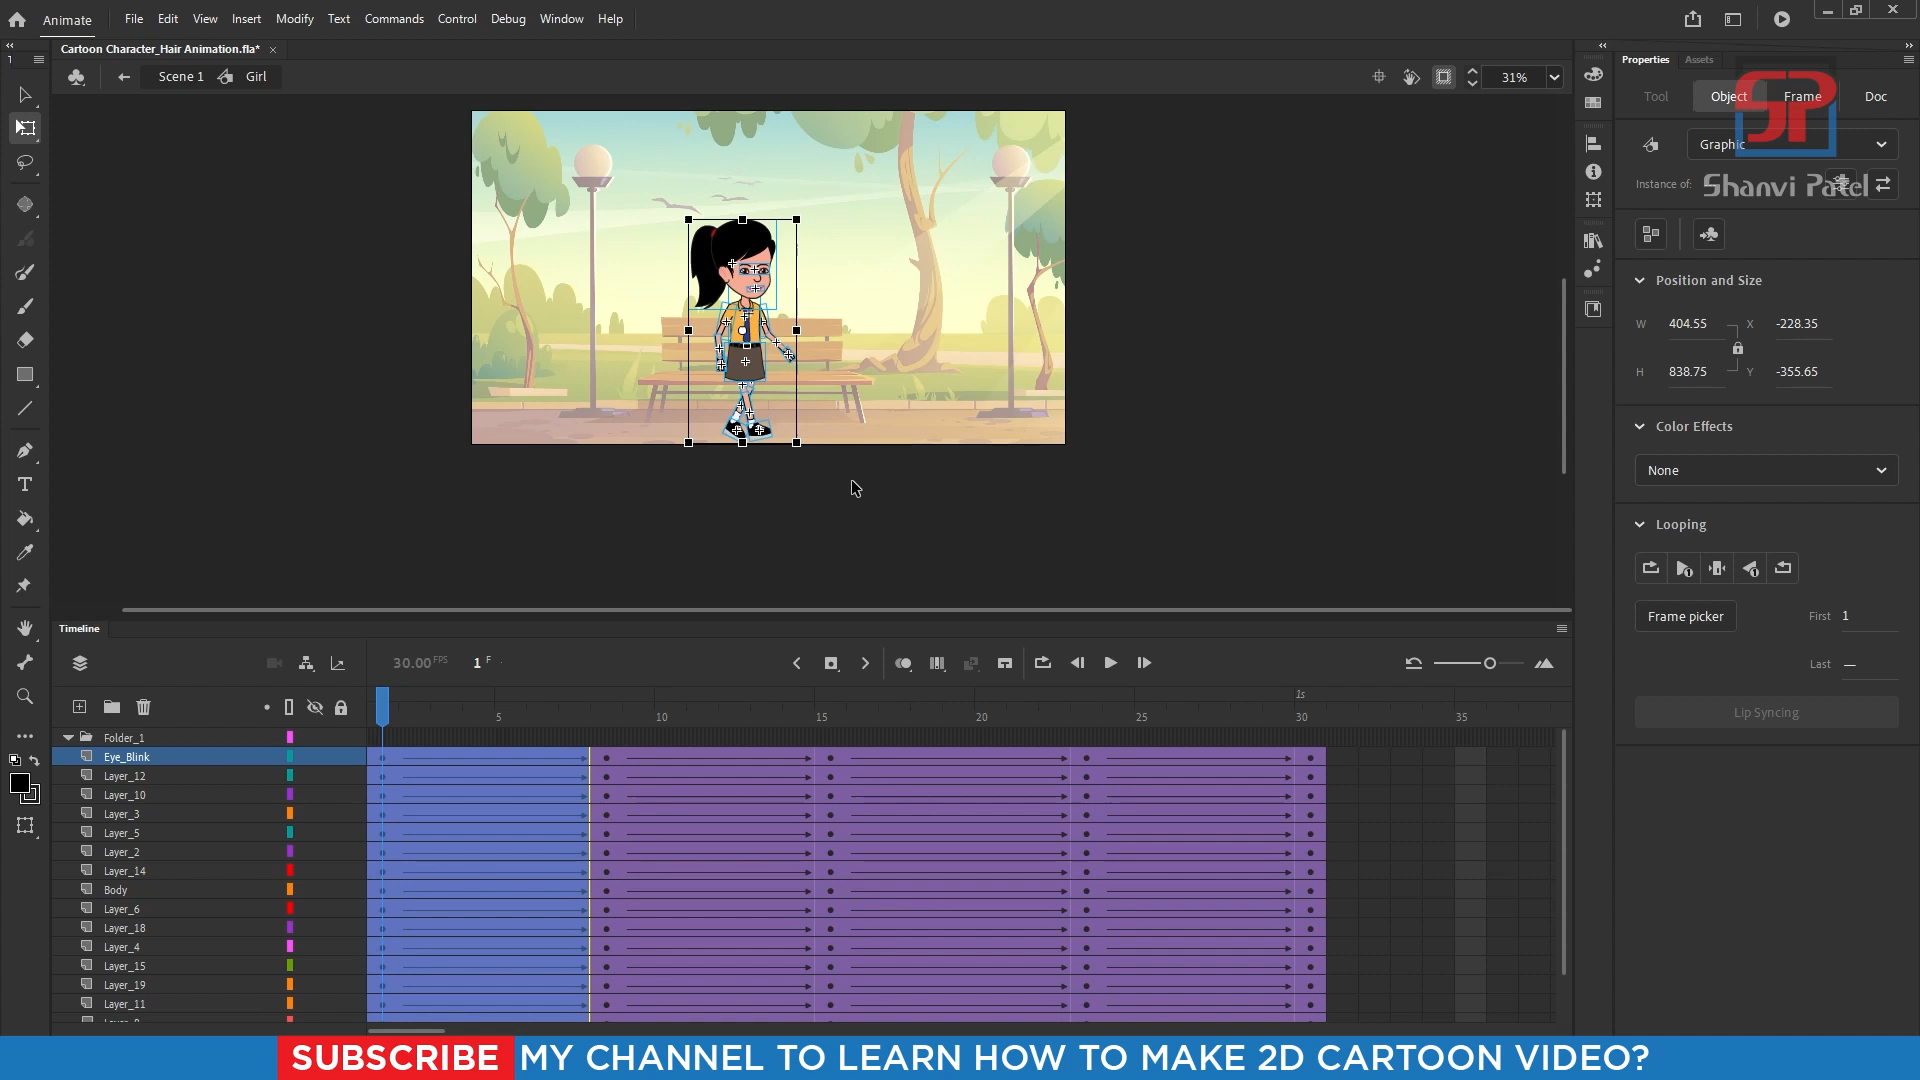 Animate File Edit View Insert Modify Text Commands Control Debug Window Help
Cartoon Character_Hair Animation.fla* ×
Scene 1 Girl 31%
Properties Assets
Tool Object Frame Doc
SP
Graphic
Instance of:
Shanvi Patel
Position and Size
W 404.55 X -228.35
H 838.75 Y -355.65
Color Effects
None
Looping
Frame picker First 1
Last —
Lip Syncing
Timeline
30.00 FPS 1 F
1s
5 10 15 20 25 30 35
Folder_1
Eye_Blink
Layer_12
Layer_10
Layer_3
Layer_5
Layer_2
Layer_14
Body
Layer_6
Layer_18
Layer_4
Layer_15
Layer_19
Layer_11
SUBSCRIBE MY CHANNEL TO LEARN HOW TO MAKE 2D CARTOON VIDEO?